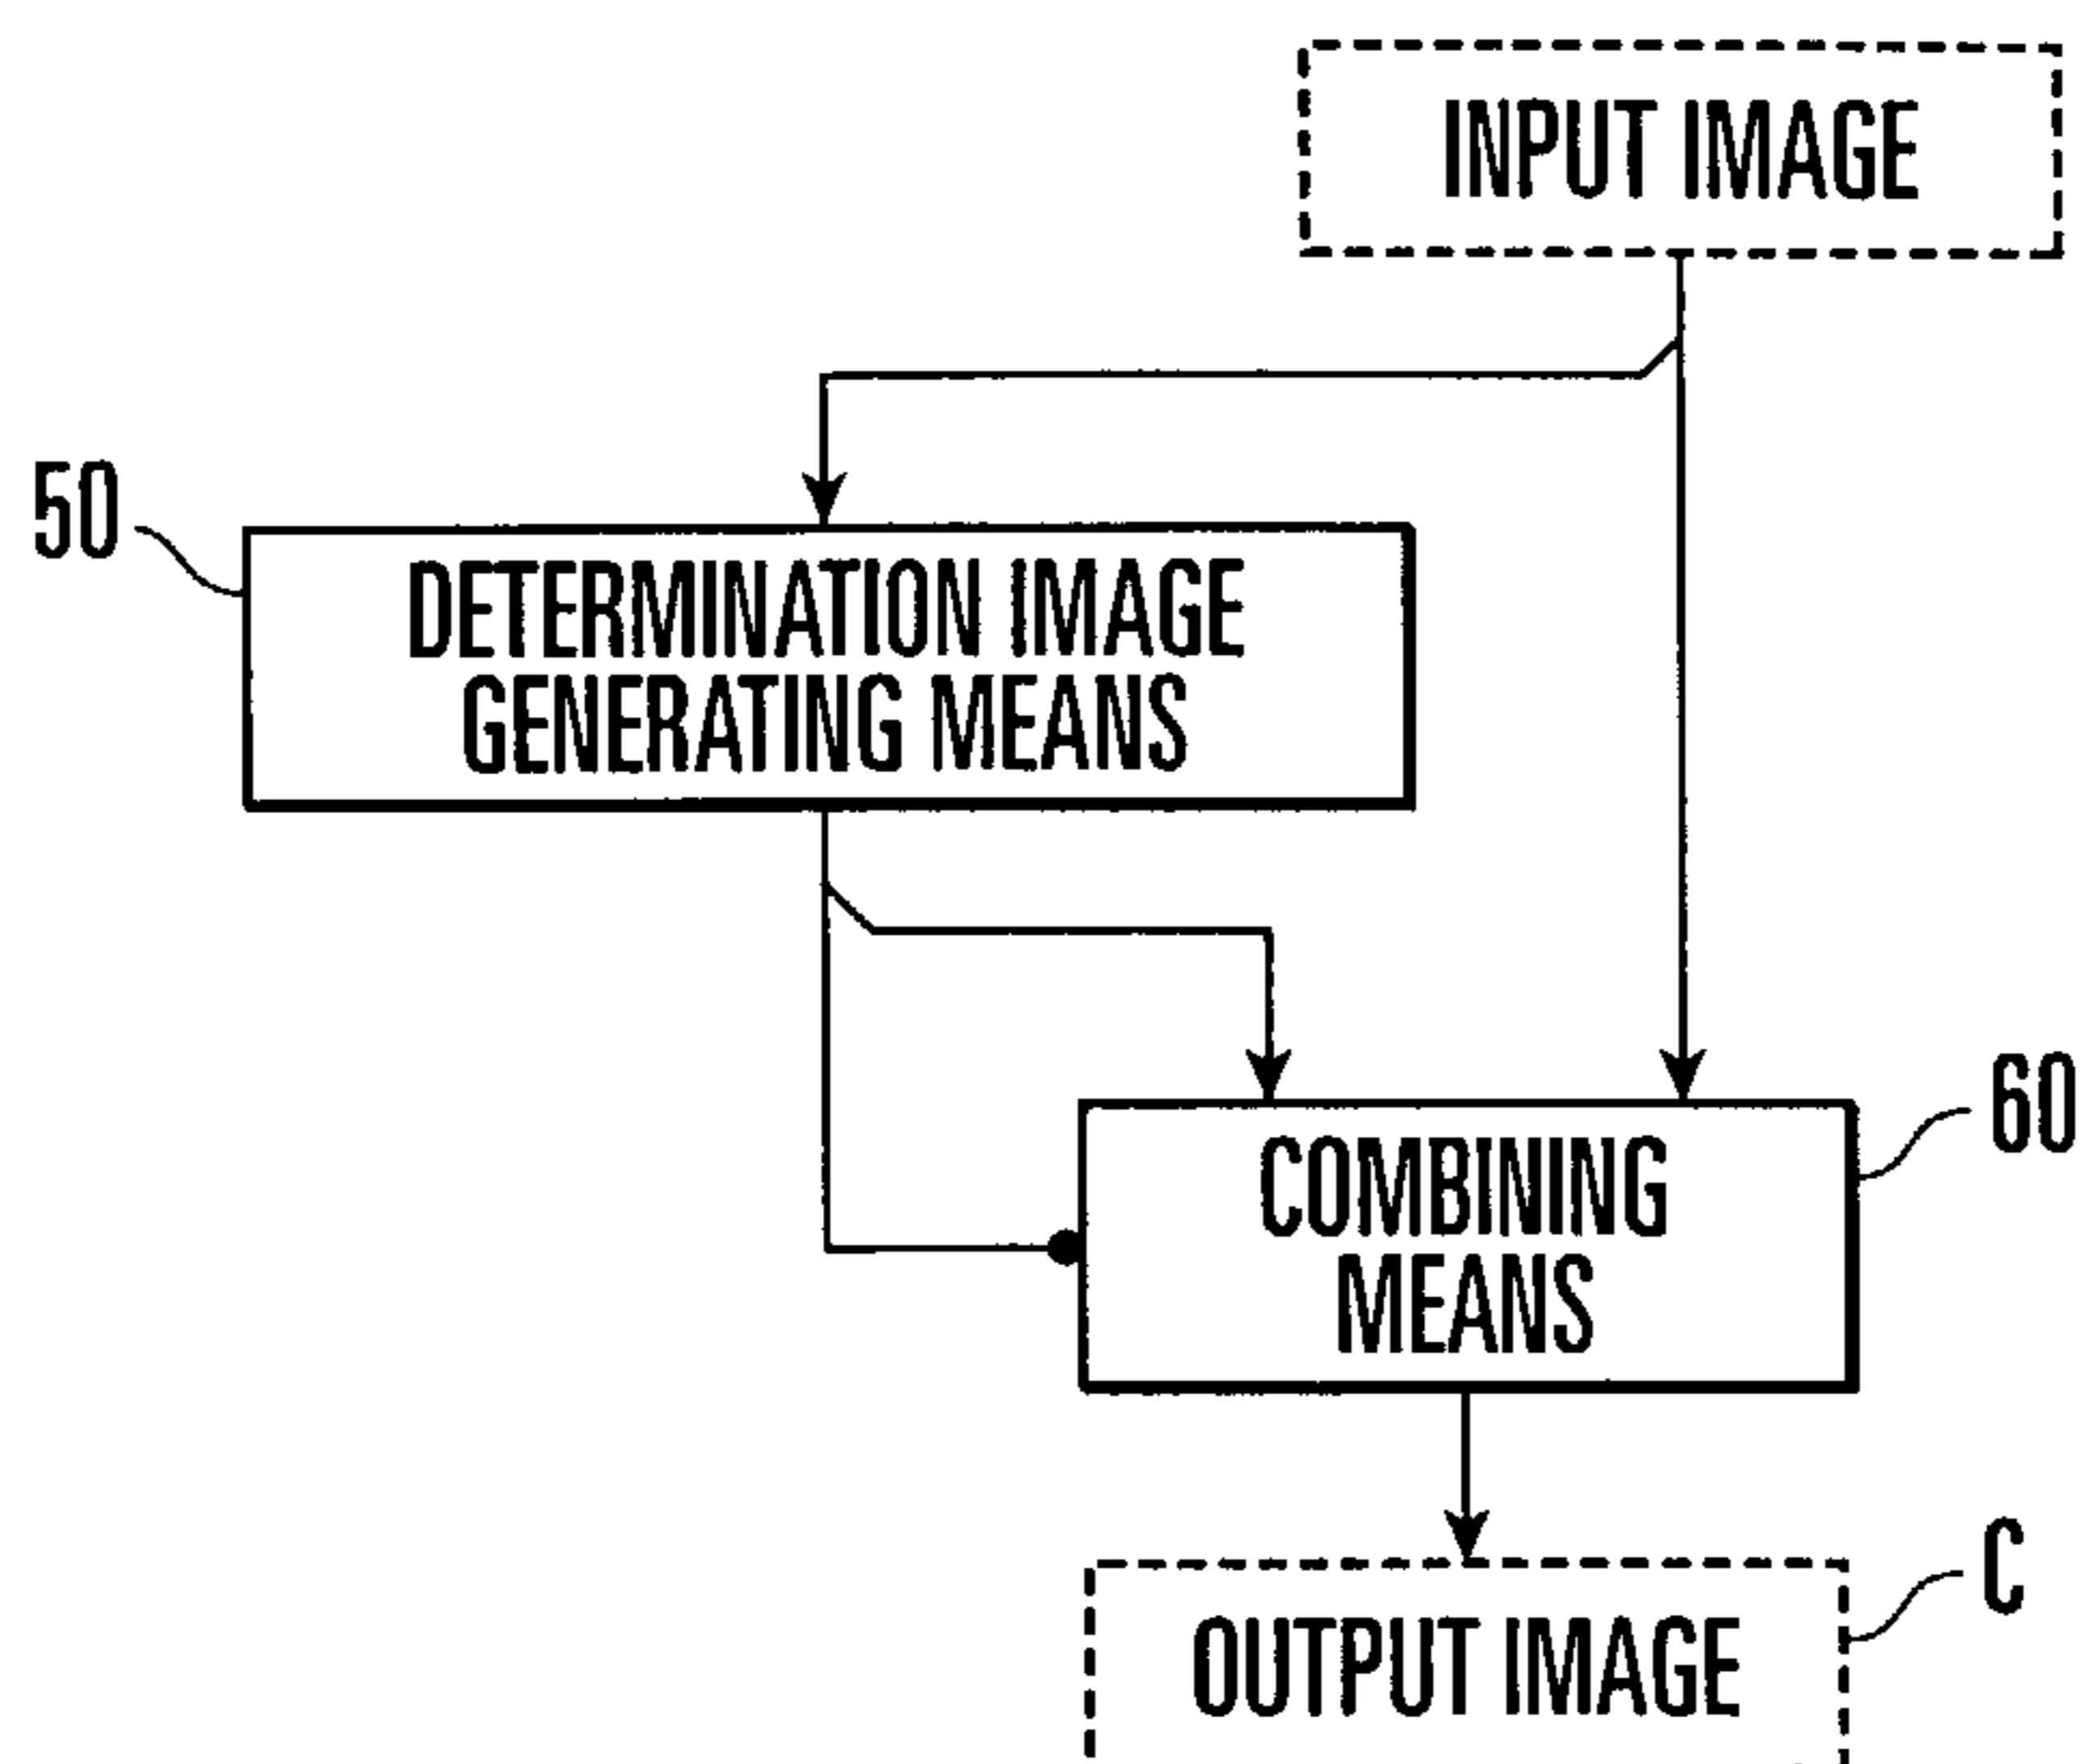 INPUT IMAGE
50
DETERMINATION IMAGE
GENERATING MEANS
60
COMBINING
MEANS
C
OUTPUT IMAGE